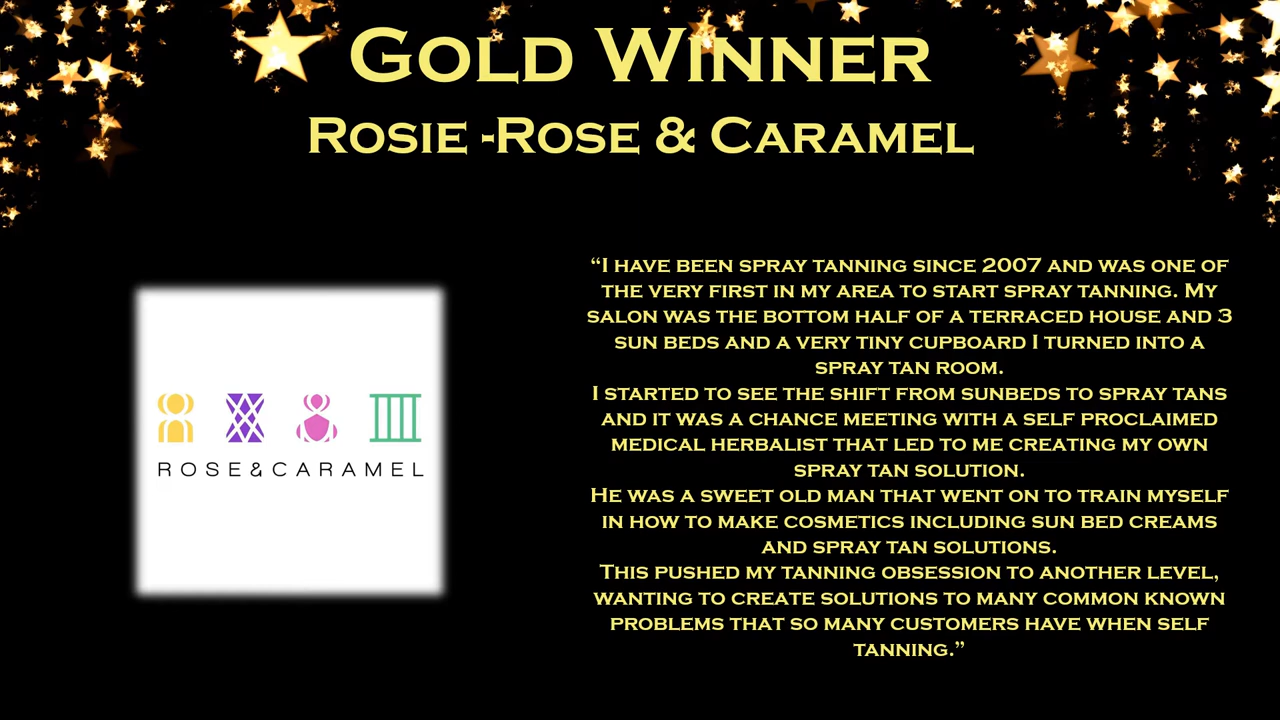 GOLD WINNER
ROSIE -ROSE & CARAMEL
ROSE&CARAMEL
“I HAVE BEEN SPRAY TANNING SINCE 2007 AND WAS ONE OF
THE VERY FIRST IN MY AREA TO START SPRAY TANNING. MY
SALON WAS THE BOTTOM HALF OF A TERRACED HOUSE AND 3
SUN BEDS AND A VERY TINY CUPBOARD I TURNED INTO A
SPRAY TAN ROOM.
I STARTED TO SEE THE SHIFT FROM SUNBEDS TO SPRAY TANS
AND IT WAS A CHANCE MEETING WITH A SELF PROCLAIMED
MEDICAL HERBALIST THAT LED TO ME CREATING MY OWN
SPRAY TAN SOLUTION.
HE WAS A SWEET OLD MAN THAT WENT ON TO TRAIN MYSELF
IN HOW TO MAKE COSMETICS INCLUDING SUN BED CREAMS
AND SPRAY TAN SOLUTIONS.
THIS PUSHED MY TANNING OBSESSION TO ANOTHER LEVEL,
WANTING TO CREATE SOLUTIONS TO MANY COMMON KNOWN
PROBLEMS THAT SO MANY CUSTOMERS HAVE WHEN SELF
TANNING.”